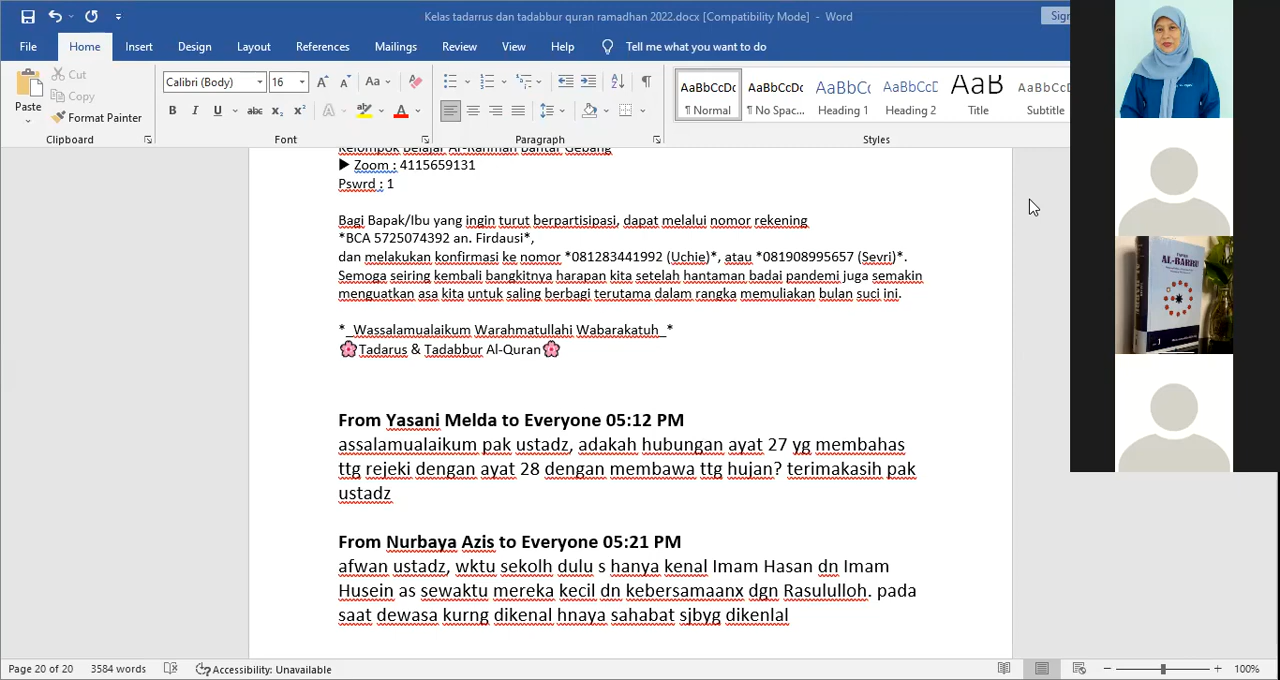 Kelas tadarrus dan tadabbur quran ramadhan 2022.docx [Compatibility Mode] - Word
Sign
File Home Insert Design Layout References Mailings Review View Help Tell me what you want to do
Paste
Cut
Copy
Format Painter
Clipboard
Calibri (Body) 16
Font
Paragraph
AaBbCcDc AaBbCcDc AaBbCc AaBbCcD AaB AaBbCcD
¶ Normal ¶ No Spac... Heading 1 Heading 2 Title Subtitle
Styles
Kelompok Belajar Al-Rahman Bantar Gebang
▶ Zoom : 4115659131
Pswrd : 1
Bagi Bapak/Ibu yang ingin turut berpartisipasi, dapat melalui nomor rekening
*BCA 5725074392 an. Firdausi*,
dan melakukan konfirmasi ke nomor *081283441992 (Uchie)*, atau *081908995657 (Sevri)*.
Semoga seiring kembali bangkitnya harapan kita setelah hantaman badai pandemi juga semakin
menguatkan asa kita untuk saling berbagi terutama dalam rangka memuliakan bulan suci ini.
*_Wassalamualaikum Warahmatullahi Wabarakatuh_*
🌸Tadarus & Tadabbur Al-Quran🌸
From Yasani Melda to Everyone 05:12 PM
assalamualaikum pak ustadz, adakah hubungan ayat 27 yg membahas
ttg rejeki dengan ayat 28 dengan membawa ttg hujan? terimakasih pak
ustadz
From Nurbaya Azis to Everyone 05:21 PM
afwan ustadz, wktu sekolh dulu s hanya kenal Imam Hasan dn Imam
Husein as sewaktu mereka kecil dn kebersamaanx dgn Rasululloh. pada
saat dewasa kurng dikenal hnaya sahabat sjbyg dikenlal
AL-BARRU
Page 20 of 20 3584 words Accessibility: Unavailable 100%